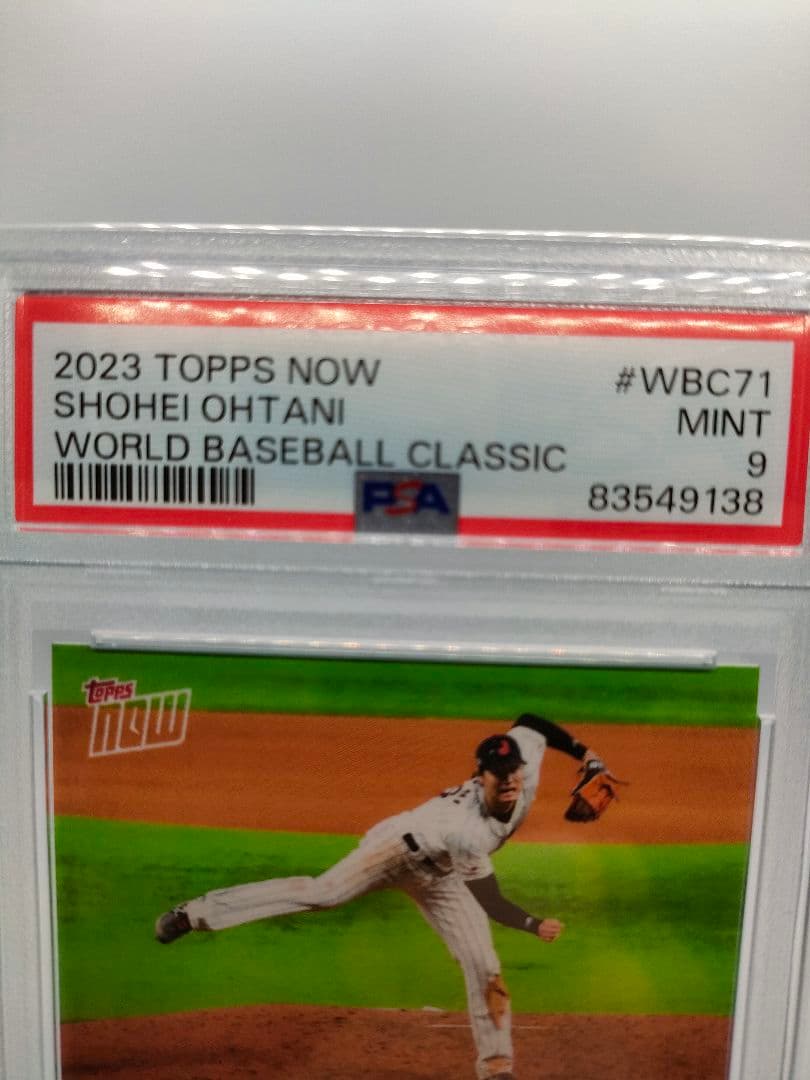 2023 TOPPS NOW #WBC71
SHOHEI OHTANI MINT
WORLD BASEBALL CLASSIC 9
PSA 83549138
Topps
NOW